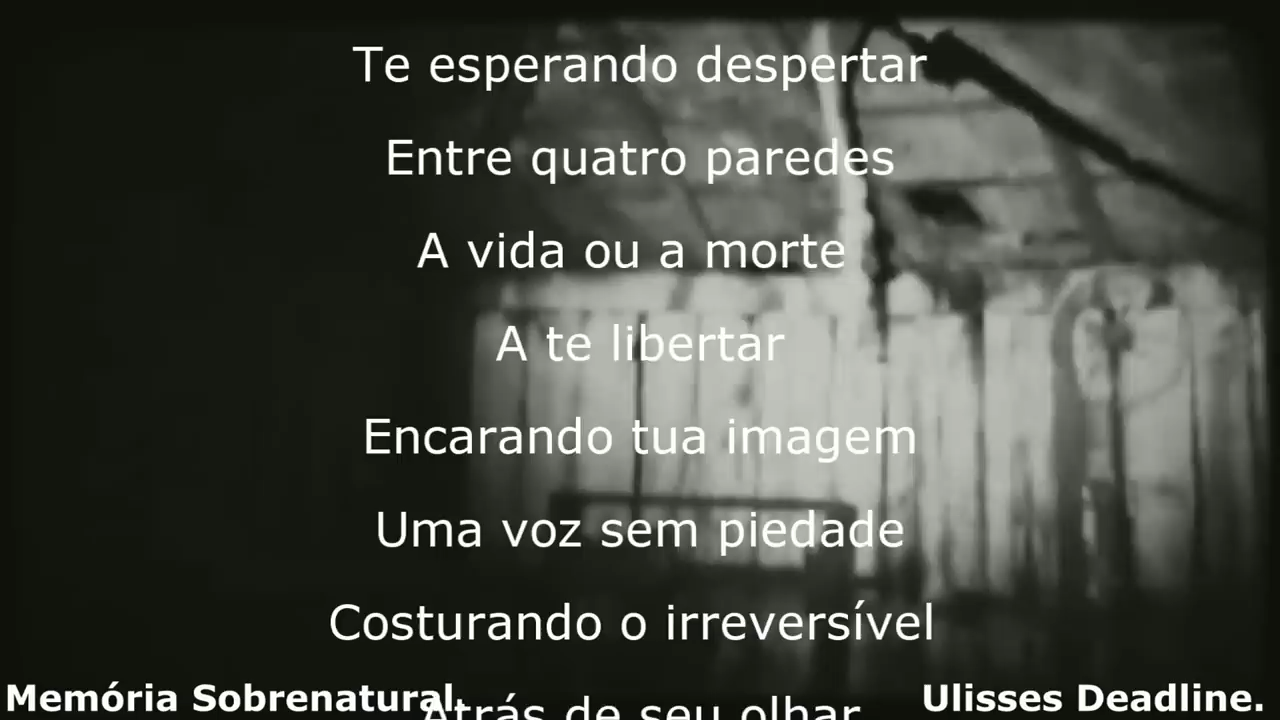 Te esperando despertar
Entre quatro paredes
A vida ou a morte
A te libertar
Encarando tua imagem
Uma voz sem piedade
Costurando o irreversível
Atrás de seu olhar
Memória Sobrenatural.
Ulisses Deadline.